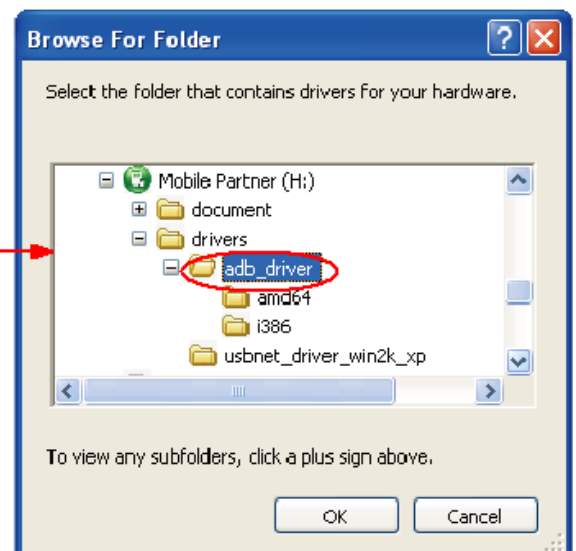 Browse For Folder
Select the folder that contains drivers for your hardware.
Mobile Partner (H:)
document
drivers
adb_driver
amd64
i386
usbnet_driver_win2k_xp
To view any subfolders, click a plus sign above.
OK Cancel